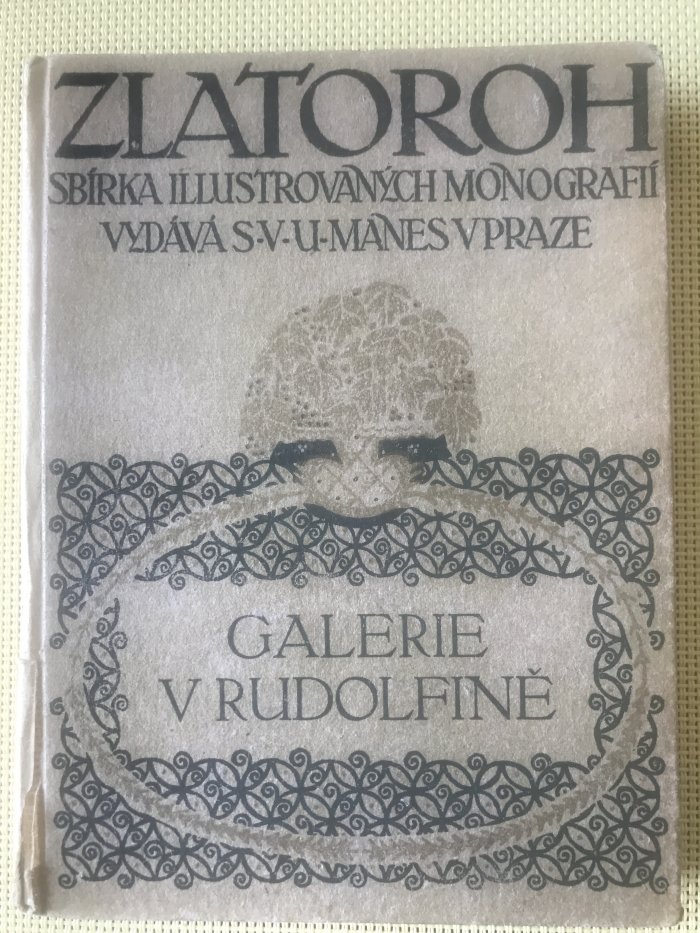 ZLATOROH
SBÍRKA ILLUSTROVANÝCH MONOGRAFIÍ
VYDÁVÁ S·V·U·MÁNES V PRAZE
GALERIE
V RUDOLFINĚ